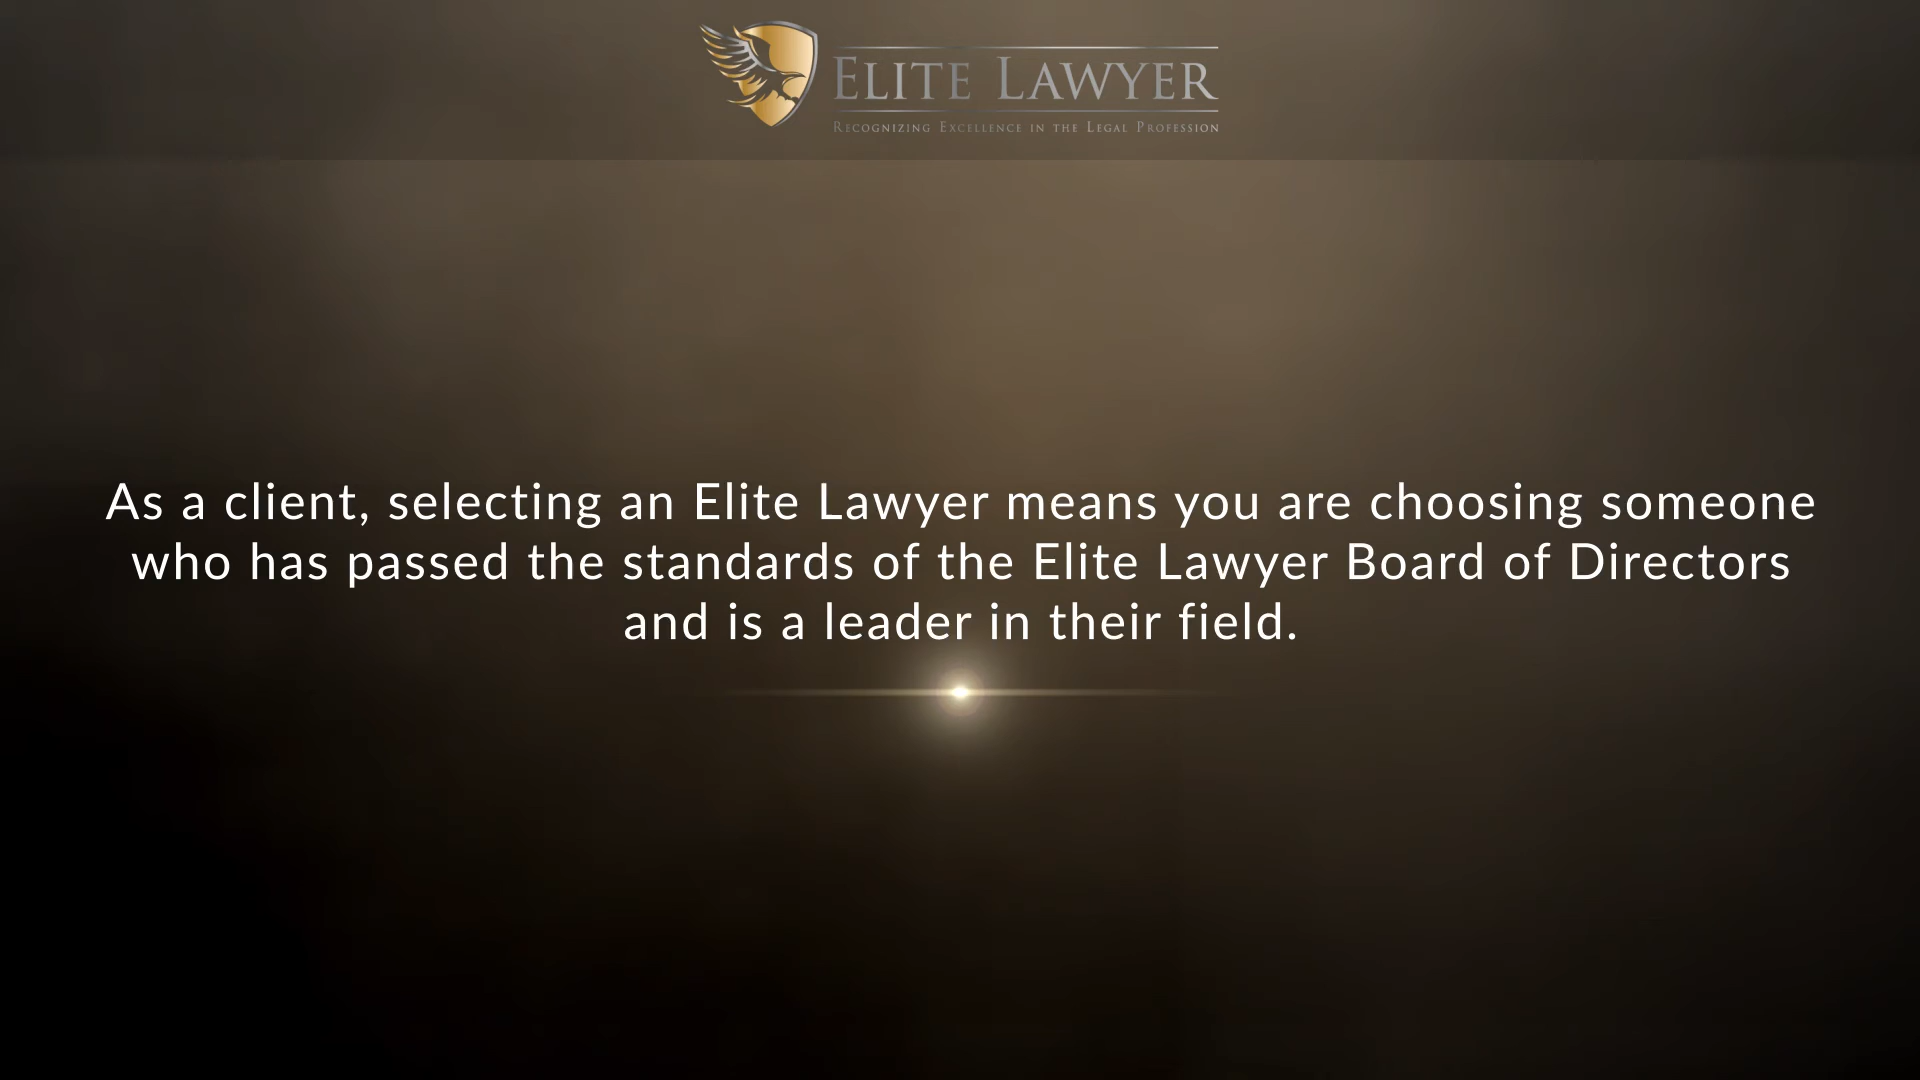 ELITE LAWYER
RECOGNIZING EXCELLENCE IN THE LEGAL PROFESSION
As a client, selecting an Elite Lawyer means you are choosing someone
who has passed the standards of the Elite Lawyer Board of Directors
and is a leader in their field.